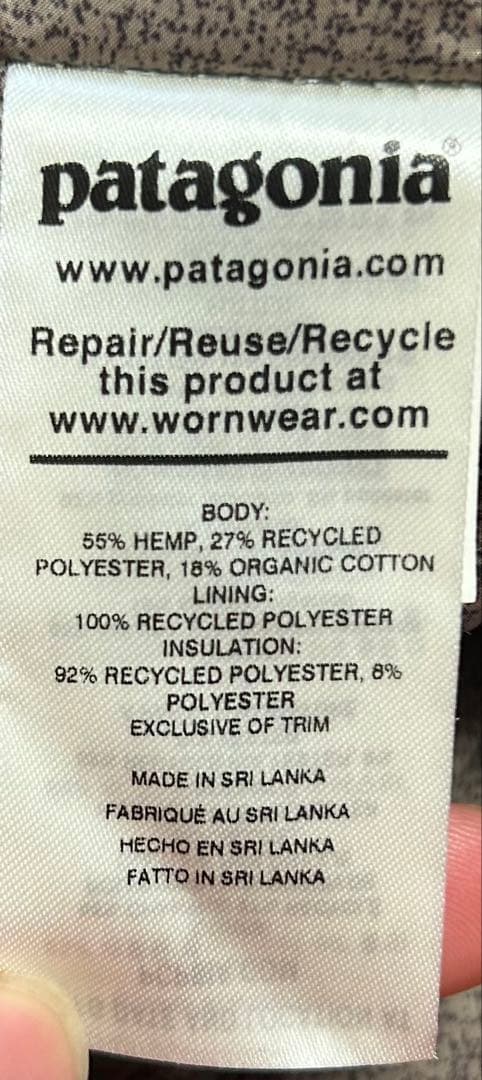 patagonia®
www.patagonia.com
Repair/Reuse/Recycle
this product at
www.wornwear.com
BODY:
55% HEMP, 27% RECYCLED
POLYESTER, 18% ORGANIC COTTON
LINING:
100% RECYCLED POLYESTER
INSULATION:
92% RECYCLED POLYESTER, 8%
POLYESTER
EXCLUSIVE OF TRIM
MADE IN SRI LANKA
FABRIQUÉ AU SRI LANKA
HECHO EN SRI LANKA
FATTO IN SRI LANKA